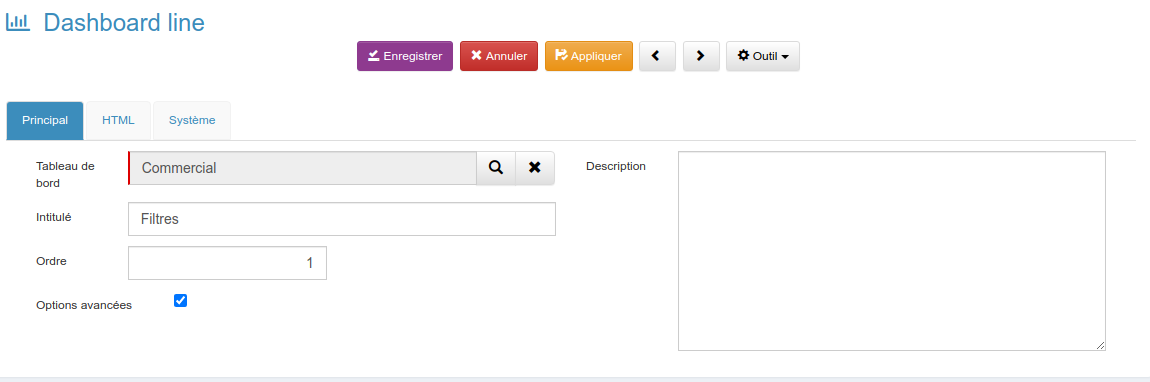 Dashboard line
Enregistrer Annuler Appliquer Outil
Principal HTML Système
Tableau de bord
Commercial
Intitulé
Filtres
Ordre
1
Options avancées
Description